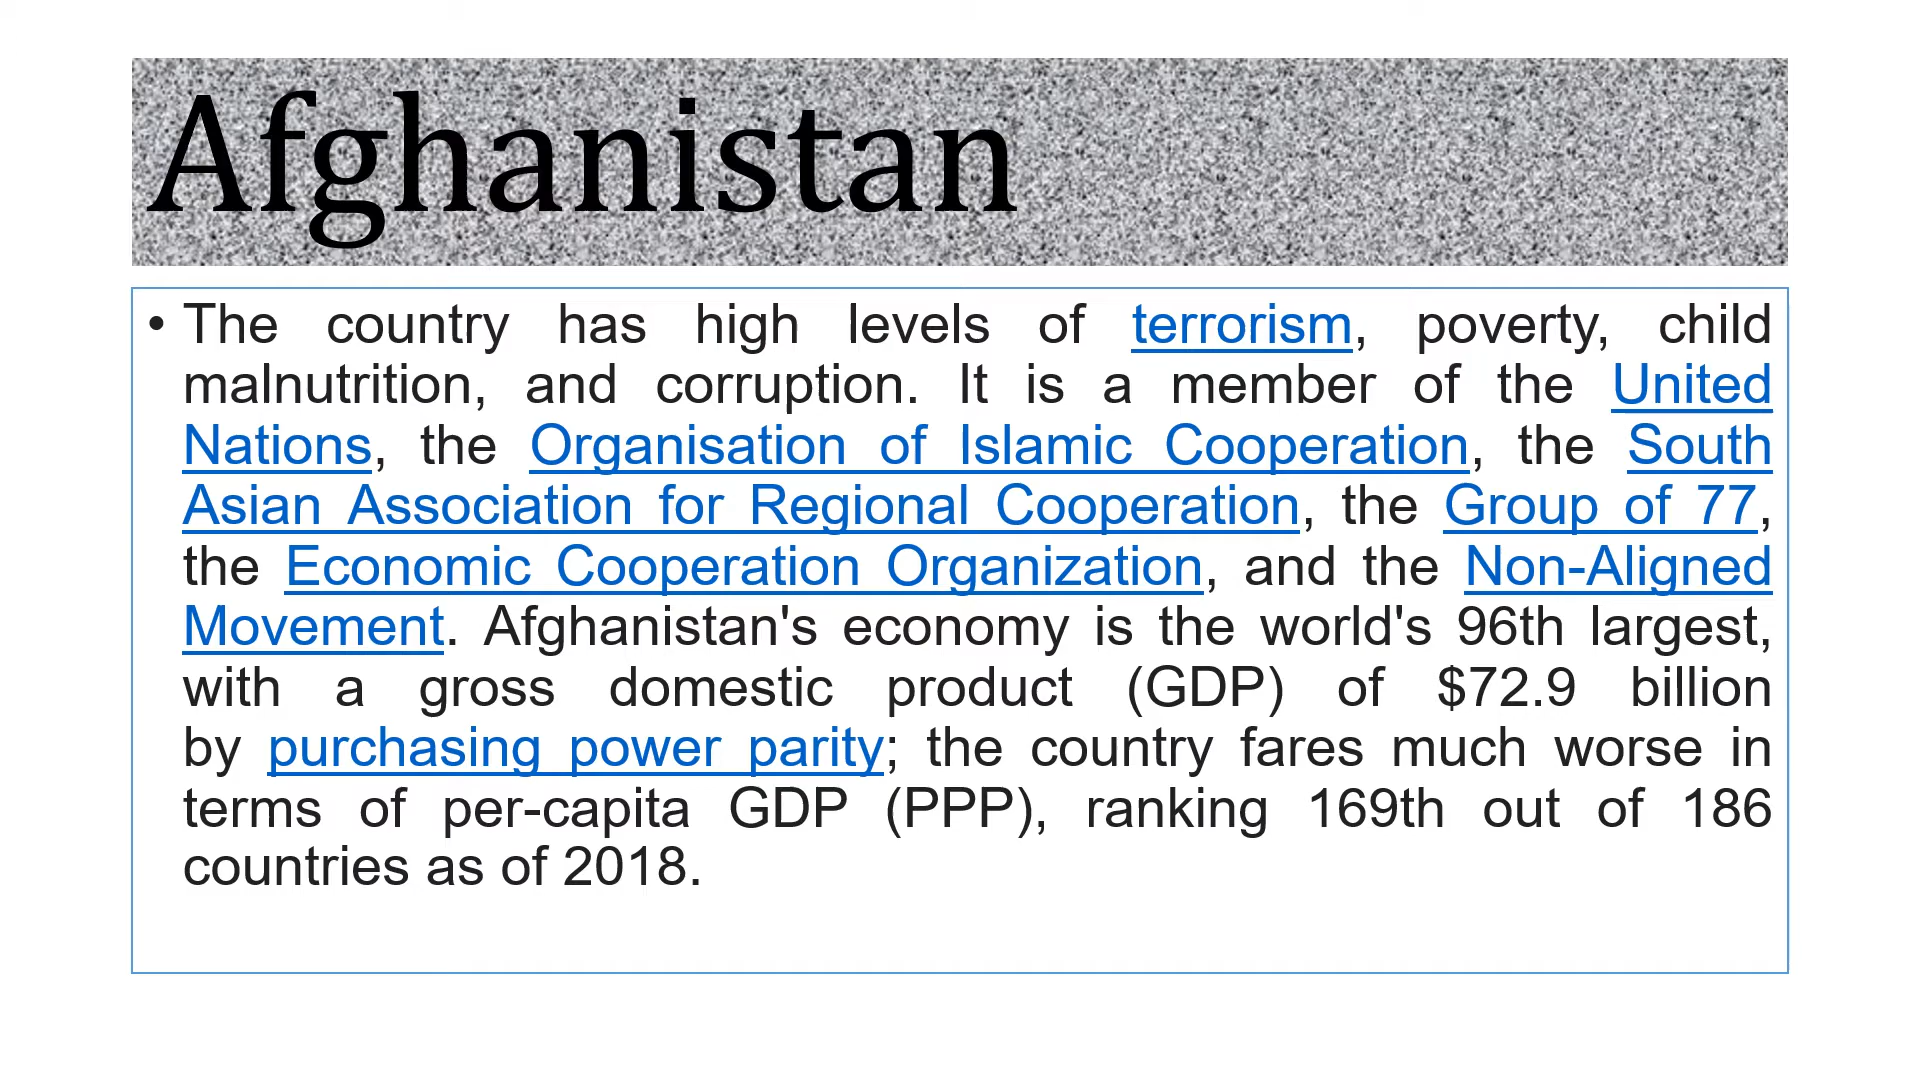 Afghanistan
• The country has high levels of terrorism, poverty, child
malnutrition, and corruption. It is a member of the United
Nations, the Organisation of Islamic Cooperation, the South
Asian Association for Regional Cooperation, the Group of 77,
the Economic Cooperation Organization, and the Non-Aligned
Movement. Afghanistan's economy is the world's 96th largest,
with a gross domestic product (GDP) of $72.9 billion
by purchasing power parity; the country fares much worse in
terms of per-capita GDP (PPP), ranking 169th out of 186
countries as of 2018.